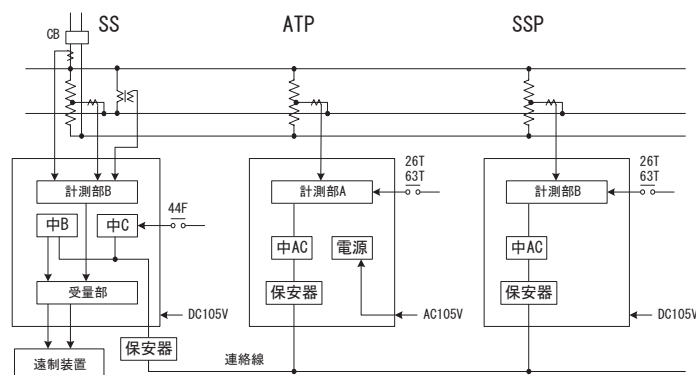 SS
ATP
SSP
CB
計測部B
中B
中C
44F
受量部
DC105V
遠制装置
保安器
連絡線
26T
63T
計測部A
中AC
電源
保安器
AC105V
26T
63T
計測部B
中AC
保安器
DC105V